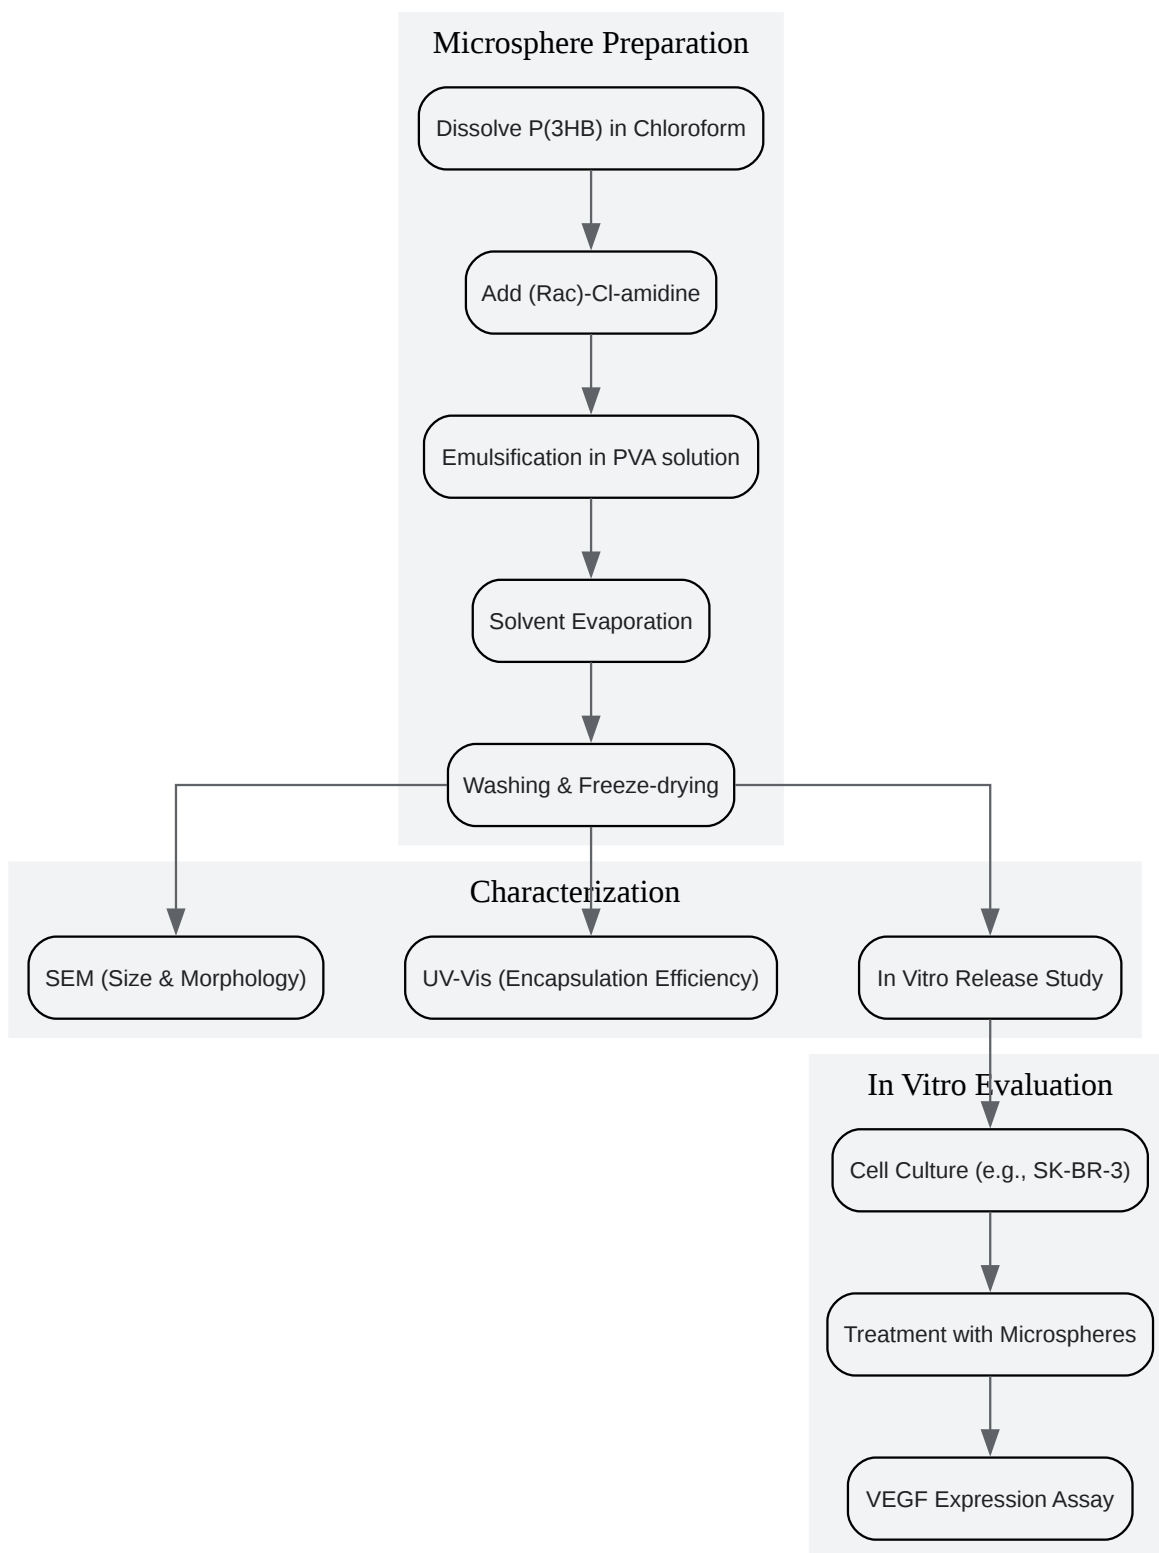 Microsphere Preparation
Dissolve P(3HB) in Chloroform
Add (Rac)-Cl-amidine
Emulsification in PVA solution
Solvent Evaporation
Washing & Freeze-drying
Characterization
SEM (Size & Morphology)
UV-Vis (Encapsulation Efficiency)
In Vitro Release Study
In Vitro Evaluation
Cell Culture (e.g., SK-BR-3)
Treatment with Microspheres
VEGF Expression Assay